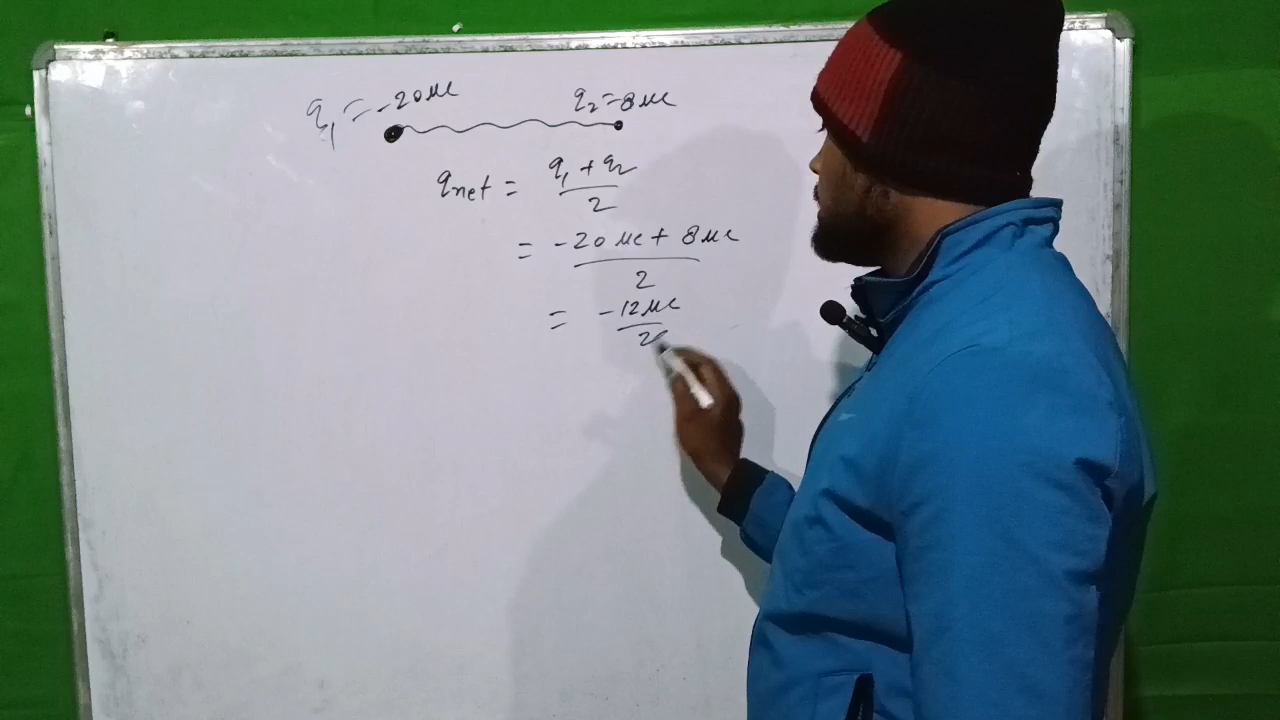 q₁ = -20μc q₂ = 8μc
qnet = q₁ + q₂ / 2
= -20μc + 8μc / 2
= -12μc / 2